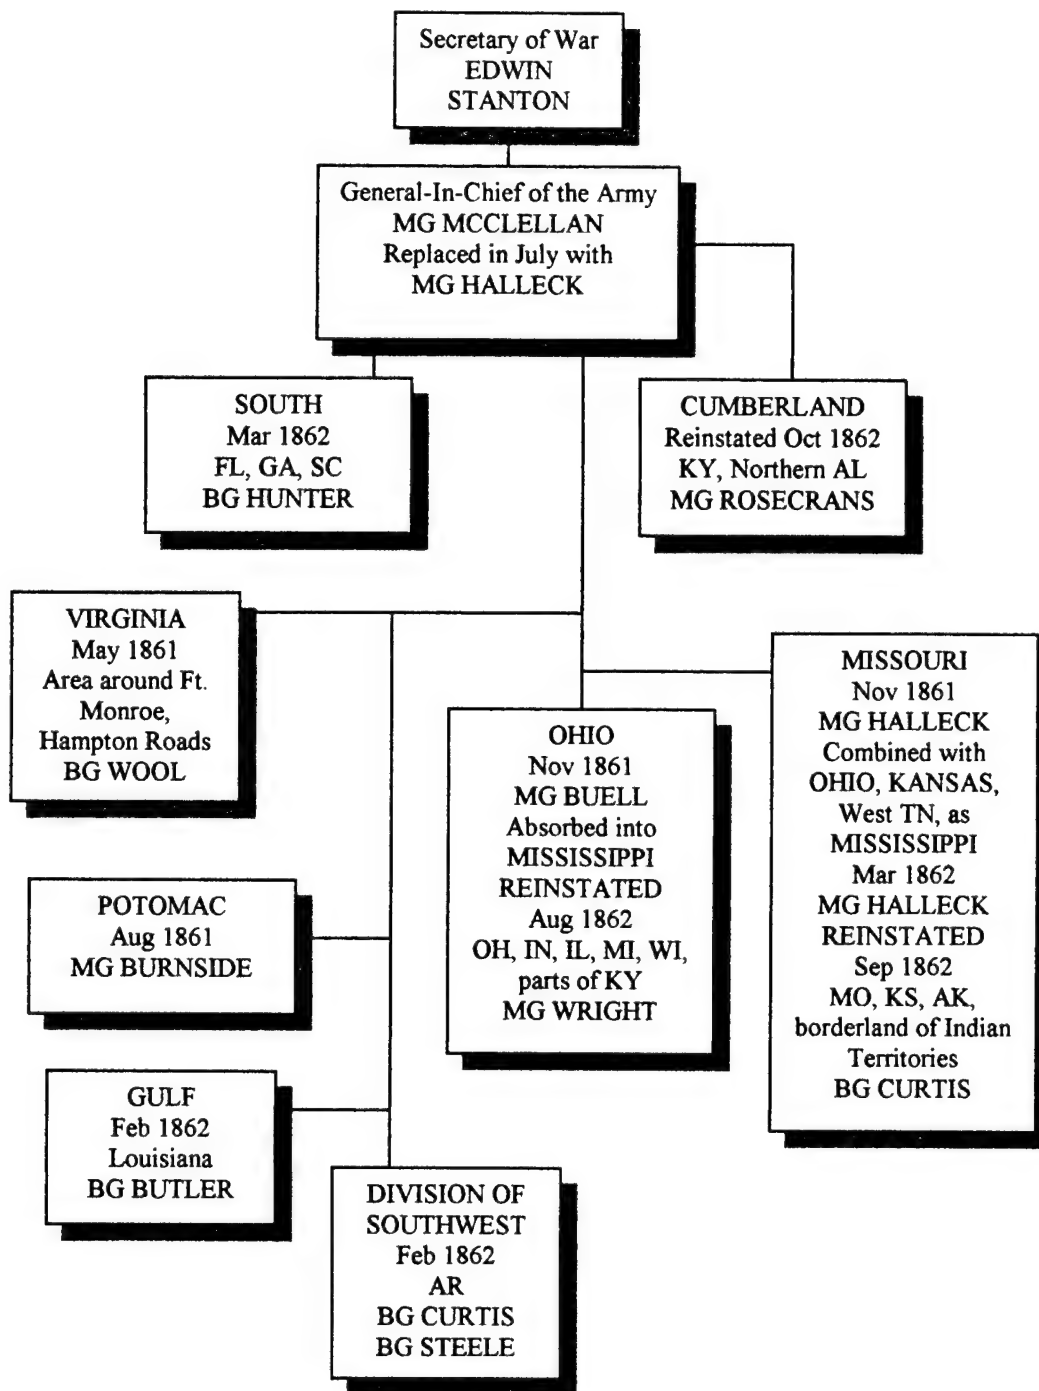 Secretary of War
EDWIN
STANTON
General-In-Chief of the Army
MG MCCLELLAN
Replaced in July with
MG HALLECK
SOUTH
Mar 1862
FL, GA, SC
BG HUNTER
CUMBERLAND
Reinstated Oct 1862
KY, Northern AL
MG ROSECRANS
VIRGINIA
May 1861
Area around Ft.
Monroe,
Hampton Roads
BG WOOL
OHIO
Nov 1861
MG BUELL
Absorbed into
MISSISSIPPI
REINSTATED
Aug 1862
OH, IN, IL, MI, WI,
parts of KY
MG WRIGHT
MISSOURI
Nov 1861
MG HALLECK
Combined with
OHIO, KANSAS,
West TN, as
MISSISSIPPI
Mar 1862
MG HALLECK
REINSTATED
Sep 1862
MO, KS, AK,
borderland of Indian
Territories
BG CURTIS
POTOMAC
Aug 1861
MG BURNSIDE
GULF
Feb 1862
Louisiana
BG BUTLER
DIVISION OF
SOUTHWEST
Feb 1862
AR
BG CURTIS
BG STEELE